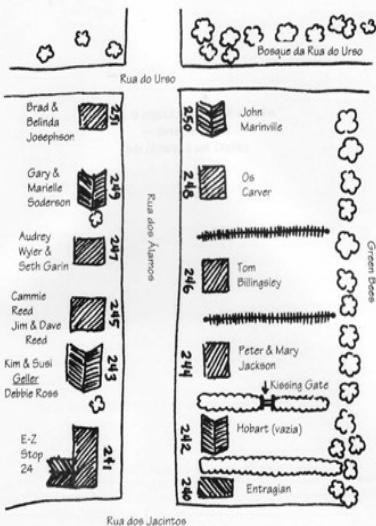 Bosque da Rua do Urso
Rua do Urso
Brad &
Belinda
Josephson
251
250
John
Marinville
Gary &
Marielle
Soderson
249
248
Os
Carver
Rua dos Álamos
Audrey
Wyler &
Seth Garin
247
246
Tom
Billingsley
Green Bees
Cammie
Reed
Jim & Dave
Reed
245
Kim & Susi
Geller
Debbie Ross
243
244
Peter & Mary
Jackson
Kissing Gate
E-Z
Stop
24
241
242
Hobart (vazia)
240
Entragian
Rua dos Jacintos